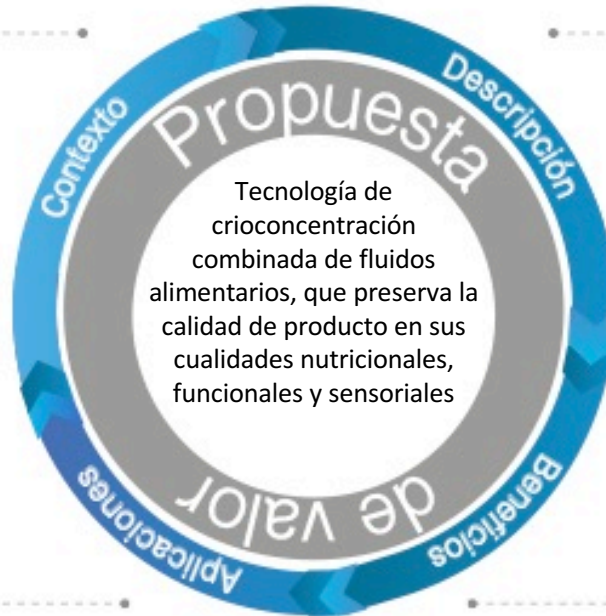 Contexto
Descripción
Propuesta
Tecnología de
crioconcentración
combinada de fluidos
alimentarios, que preserva la
calidad de producto en sus
cualidades nutricionales,
funcionales y sensoriales
de valor
Aplicaciones
Beneficios